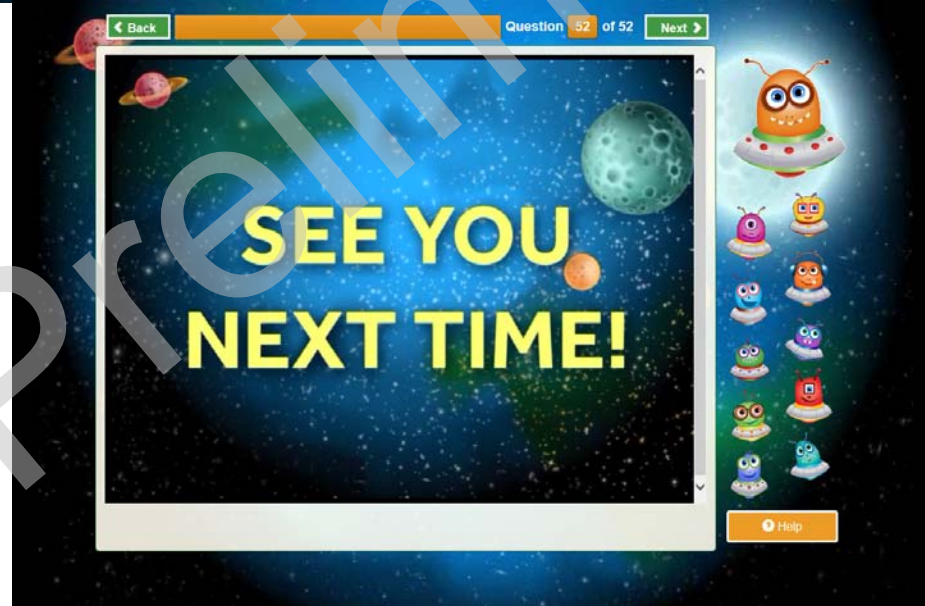 Back
Question 52 of 52
Next
SEE YOU
NEXT TIME!
Help
Prelim